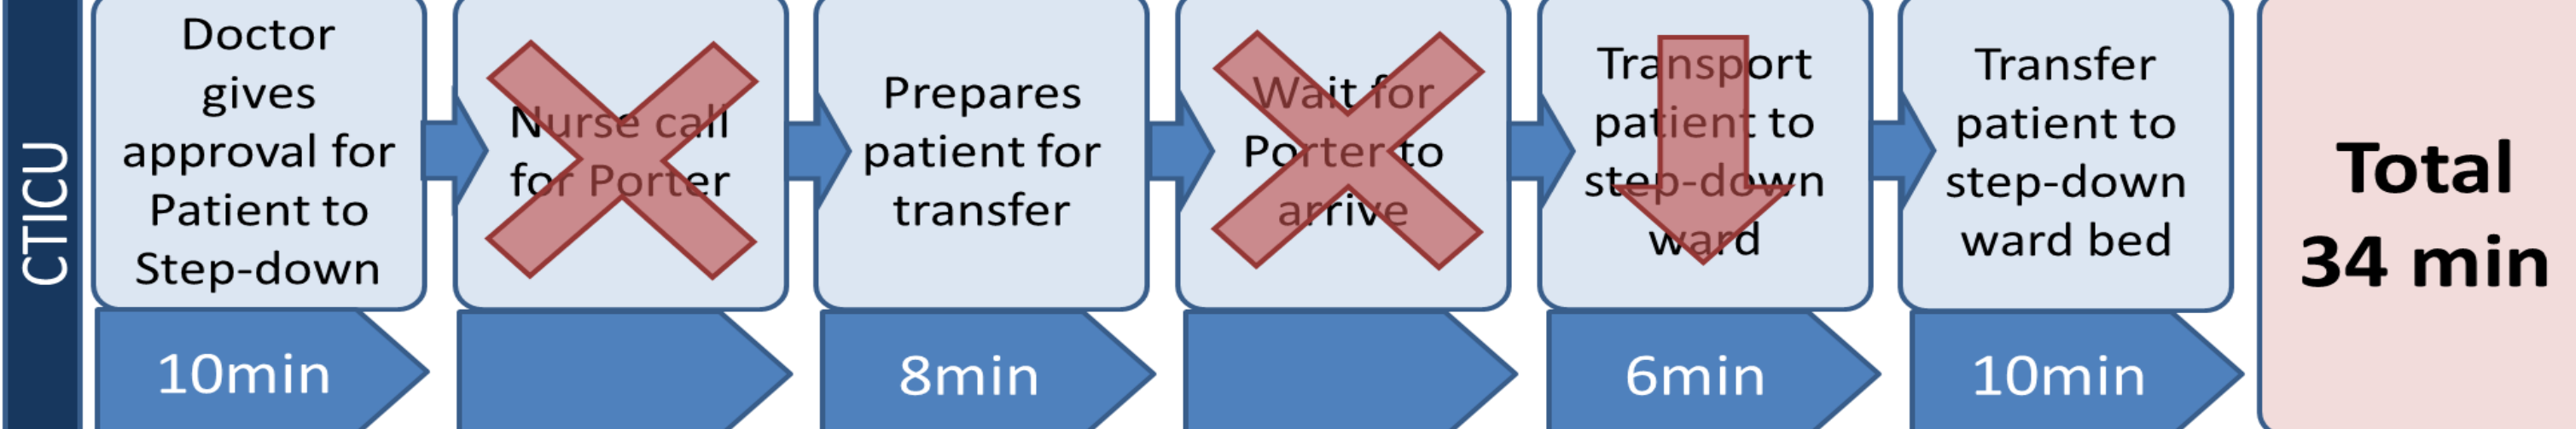 CTICU
Doctor
gives
approval for
Patient to
Step-down
Nurse call
for Porter
Prepares
patient for
transfer
Wait for
Porter to
arrive
Transport
patient to
step-down
ward
Transfer
patient to
step-down
ward bed
Total
34 min
10min
8min
6min
10min